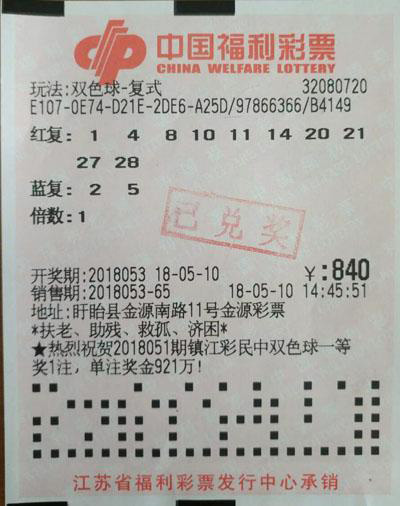 中国福利彩票
CHINA WELFARE LOTTERY
玩法:双色球-复式 32080720
E107-0E74-D21E-2DE6-A25D/97866366/B4149
红复: 1 4 8 10 11 14 20 21
27 28
蓝复: 2 5
倍数:1
已兑奖
开奖期:2018053 18-05-10 ¥:840
销售期:2018053-65 18-05-10 14:45:51
地址:盱眙县金源南路11号金源彩票
*扶老、助残、救孤、济困*
★热烈祝贺2018051期镇江彩民中双色球一等
奖1注，单注奖金921万!
江苏省福利彩票发行中心承销